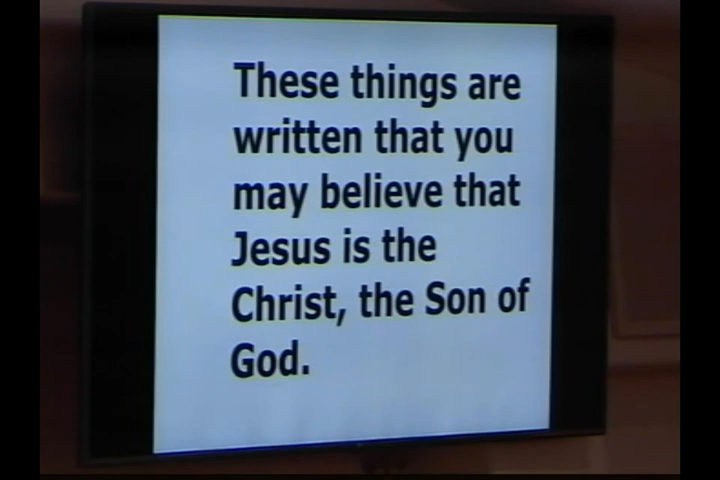 These things are
written that you
may believe that
Jesus is the
Christ, the Son of
God.